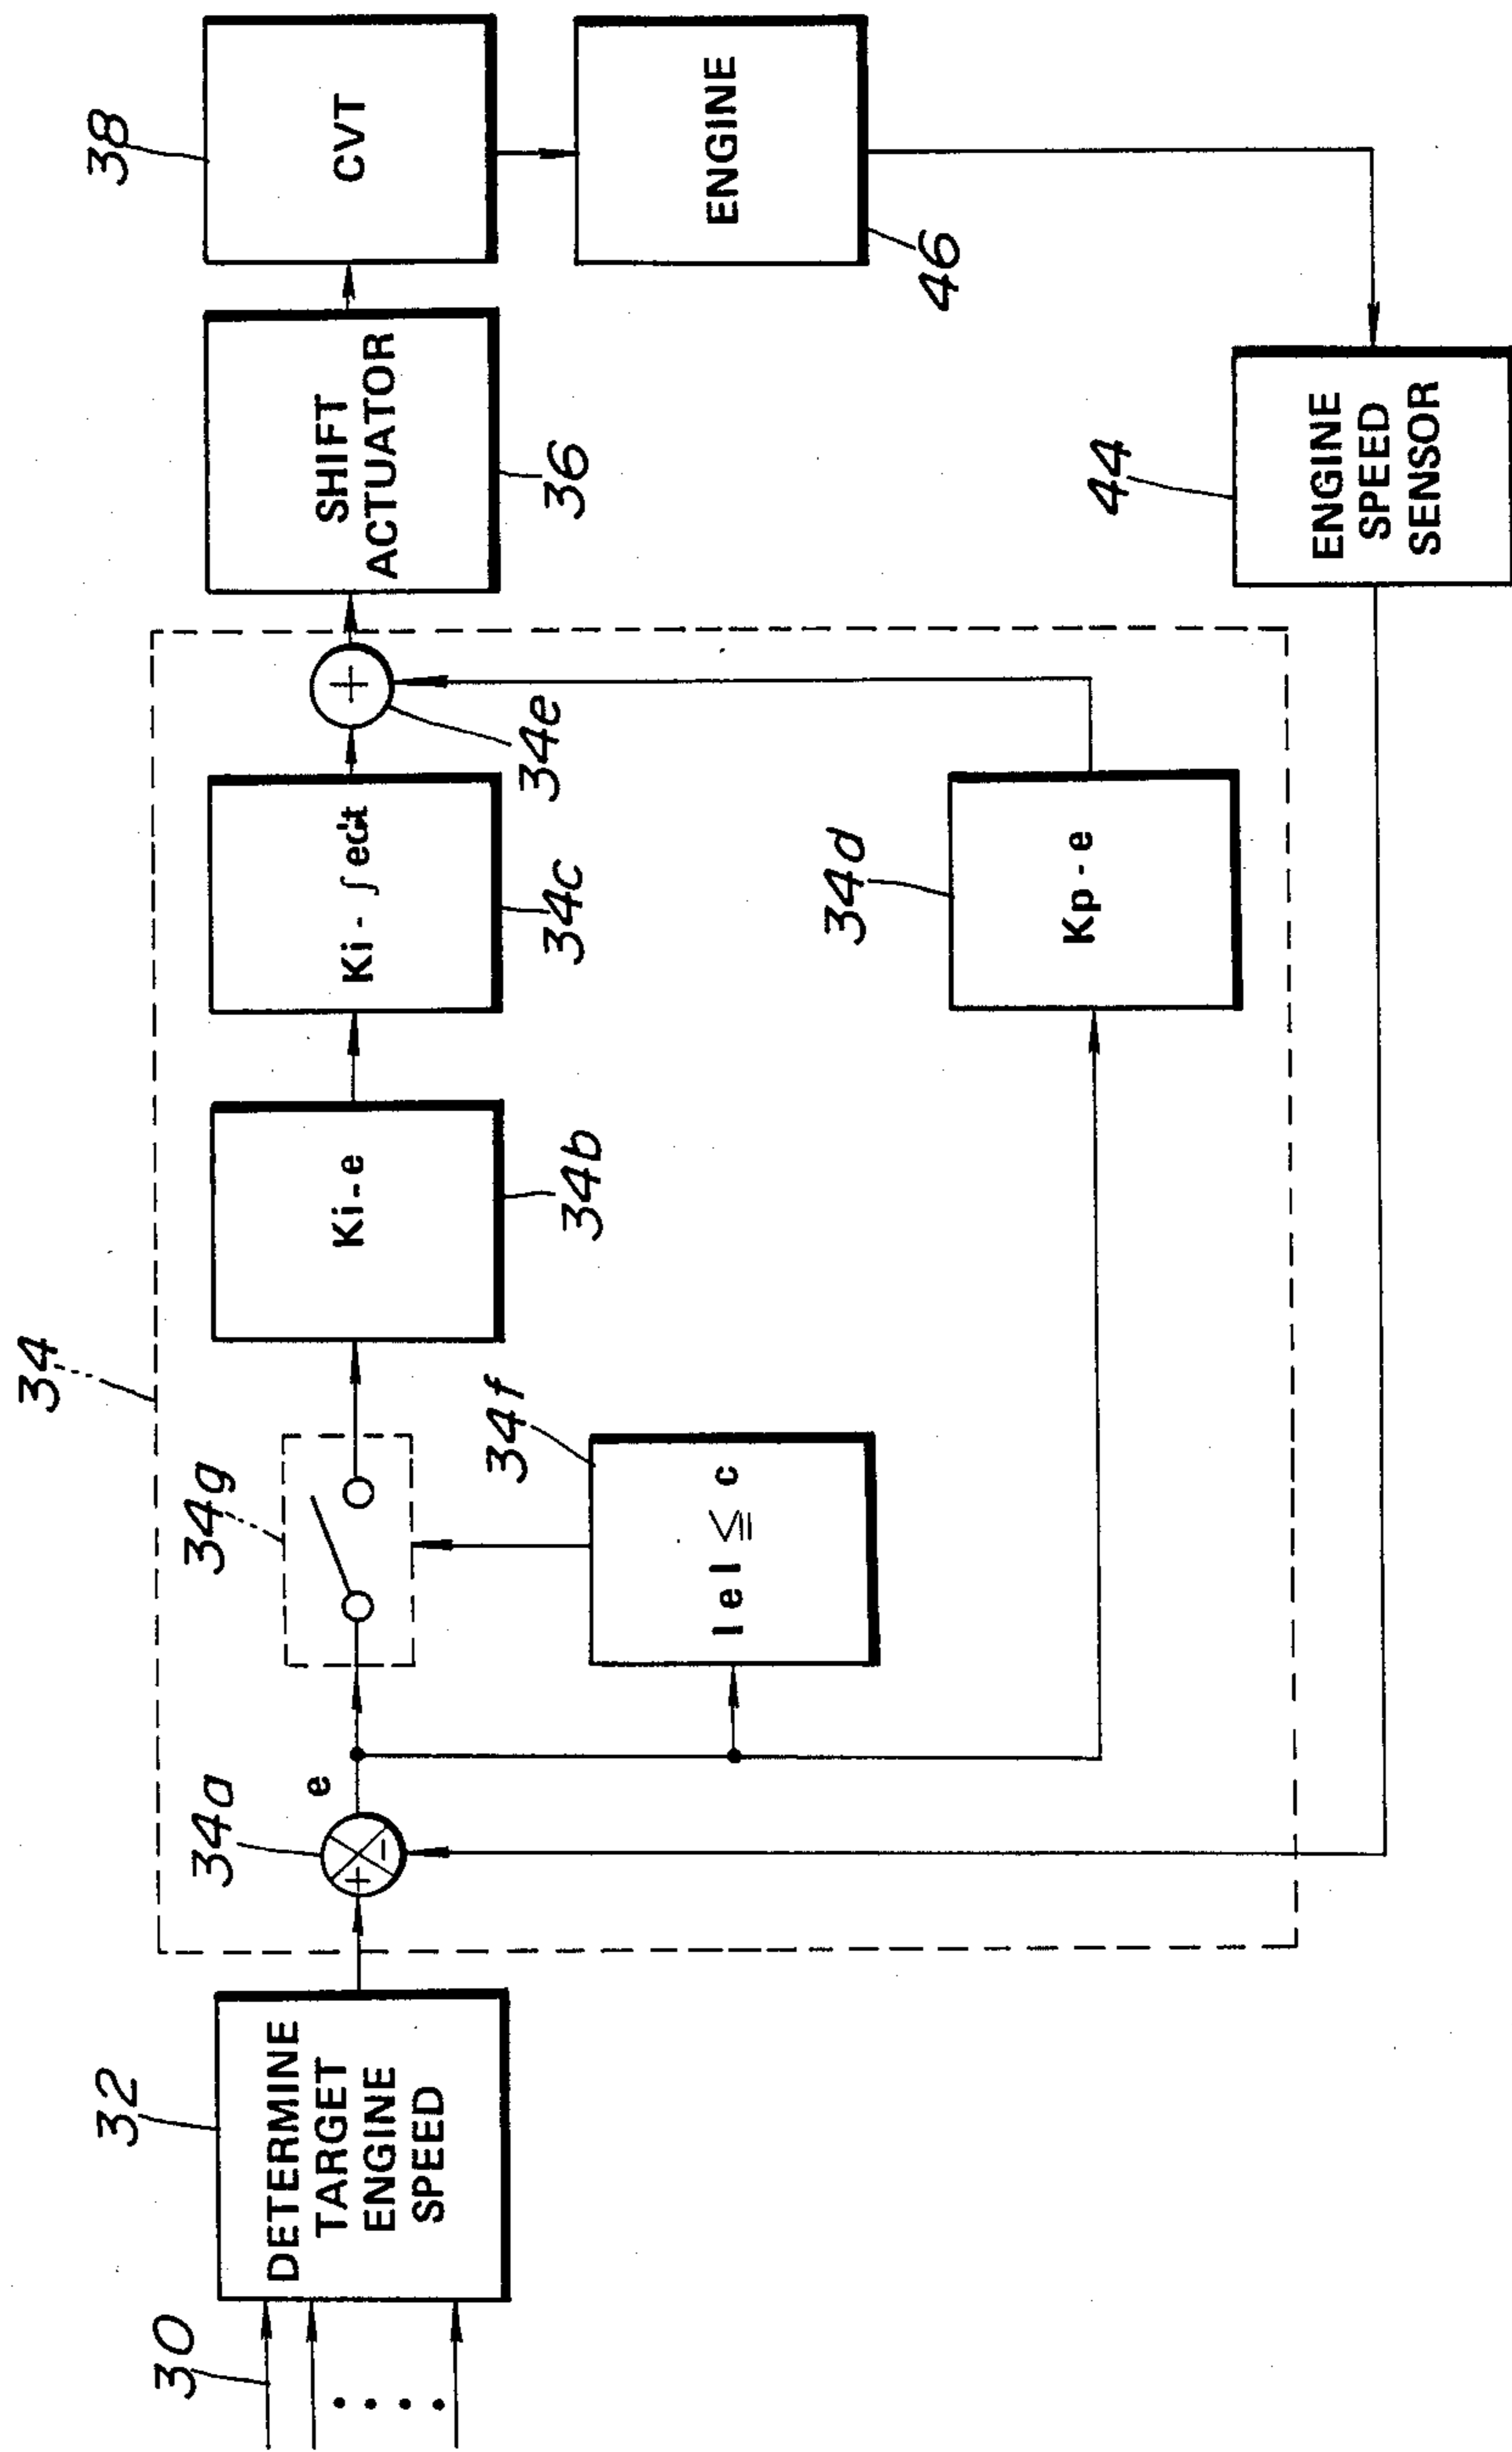 30
32
DETERMINE
TARGET
ENGINE
SPEED
34
34a
+
-
e
34g
34f
lel ≦ c
34b
Ki-e
34c
Ki-∫edt
34d
Kp-e
34e
+
36
SHIFT
ACTUATOR
38
CVT
46
ENGINE
44
ENGINE
SPEED
SENSOR